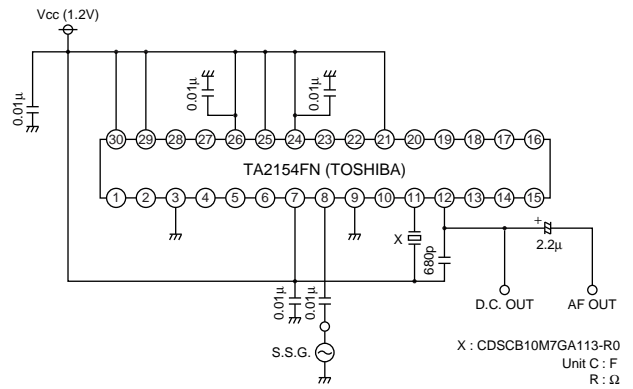 Vcc (1.2V)
0.01μ
0.01μ
0.01μ
30 29 28 27 26 25 24 23 22 21 20 19 18 17 16
TA2154FN (TOSHIBA)
1 2 3 4 5 6 7 8 9 10 11 12 13 14 15
X
680p
+
2.2μ
0.01μ
0.01μ
D.C. OUT
AF OUT
S.S.G.
X : CDSCB10M7GA113-R0
Unit C : F
R : Ω